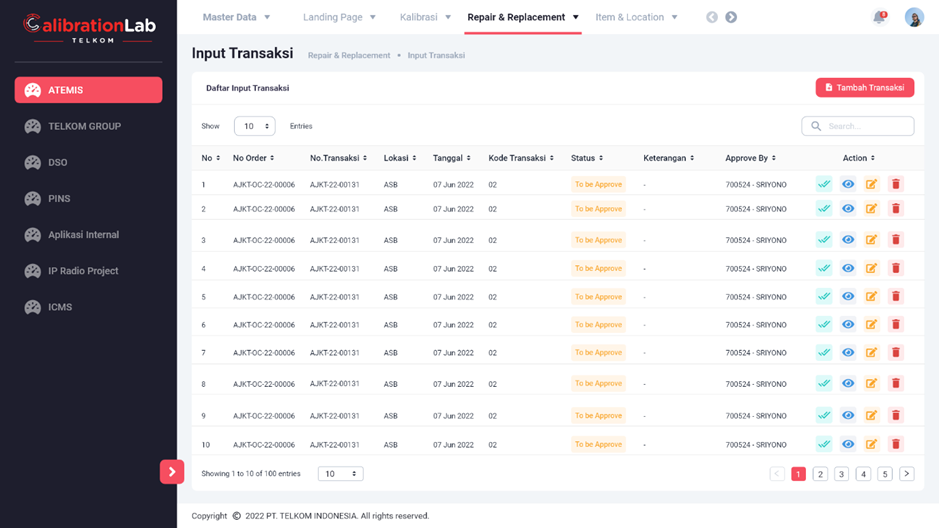 CalibrationLab
TELKOM
Master Data
Landing Page
Kalibrasi
Repair & Replacement
Item & Location
8
ATEMIS
TELKOM GROUP
DSO
PINS
Aplikasi Internal
IP Radio Project
ICMS
Input Transaksi Repair & Replacement • Input Transaksi
Daftar Input Transaksi
Tambah Transaksi
Show 10 Entries
Search...
No No Order No.Transaksi Lokasi Tanggal Kode Transaksi Status Keterangan Approve By Action
1 AJKT-OC-22-00006 AJKT-22-00131 ASB 07 Jun 2022 02 To be Approve - 700524 - SRIYONO
2 AJKT-OC-22-00006 AJKT-22-00131 ASB 07 Jun 2022 02 To be Approve - 700524 - SRIYONO
3 AJKT-OC-22-00006 AJKT-22-00131 ASB 07 Jun 2022 02 To be Approve - 700524 - SRIYONO
4 AJKT-OC-22-00006 AJKT-22-00131 ASB 07 Jun 2022 02 To be Approve - 700524 - SRIYONO
5 AJKT-OC-22-00006 AJKT-22-00131 ASB 07 Jun 2022 02 To be Approve - 700524 - SRIYONO
6 AJKT-OC-22-00006 AJKT-22-00131 ASB 07 Jun 2022 02 To be Approve - 700524 - SRIYONO
7 AJKT-OC-22-00006 AJKT-22-00131 ASB 07 Jun 2022 02 To be Approve - 700524 - SRIYONO
8 AJKT-OC-22-00006 AJKT-22-00131 ASB 07 Jun 2022 02 To be Approve - 700524 - SRIYONO
9 AJKT-OC-22-00006 AJKT-22-00131 ASB 07 Jun 2022 02 To be Approve - 700524 - SRIYONO
10 AJKT-OC-22-00006 AJKT-22-00131 ASB 07 Jun 2022 02 To be Approve - 700524 - SRIYONO
Showing 1 to 10 of 100 entries 10 < 1 2 3 4 5 >
Copyright © 2022 PT. TELKOM INDONESIA. All rights reserved.